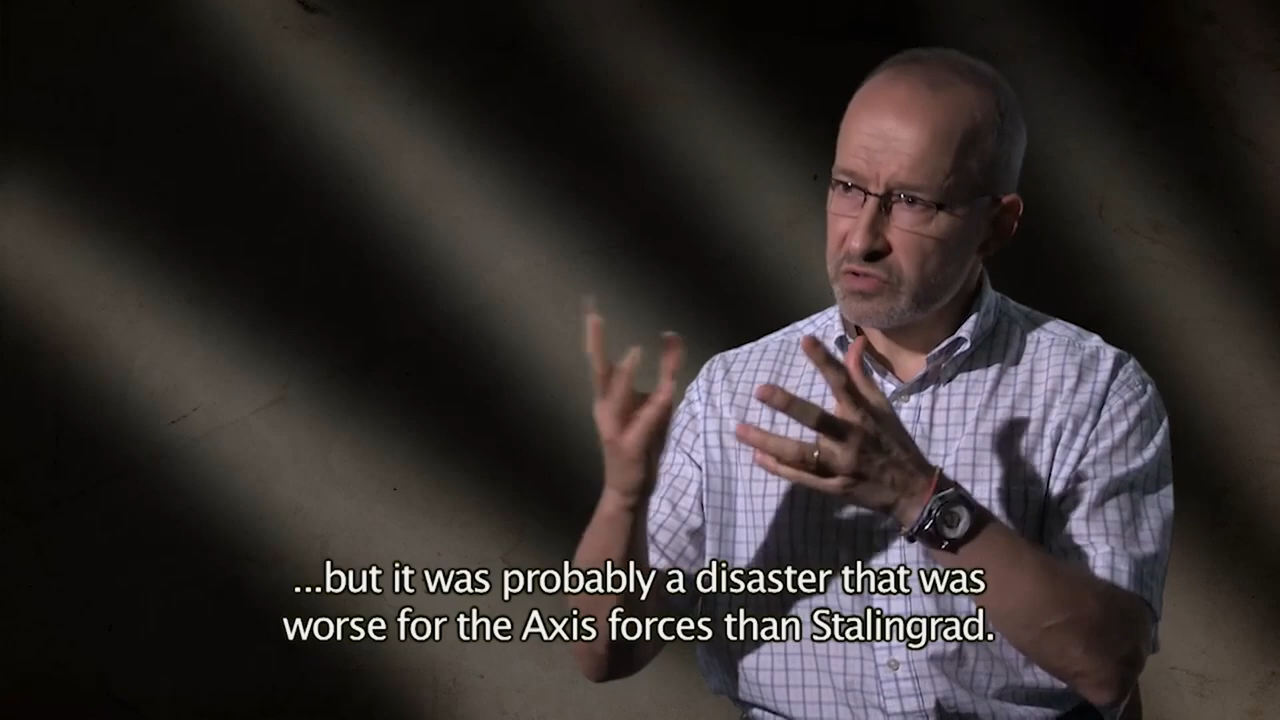 ...but it was probably a disaster that was
worse for the Axis forces than Stalingrad.